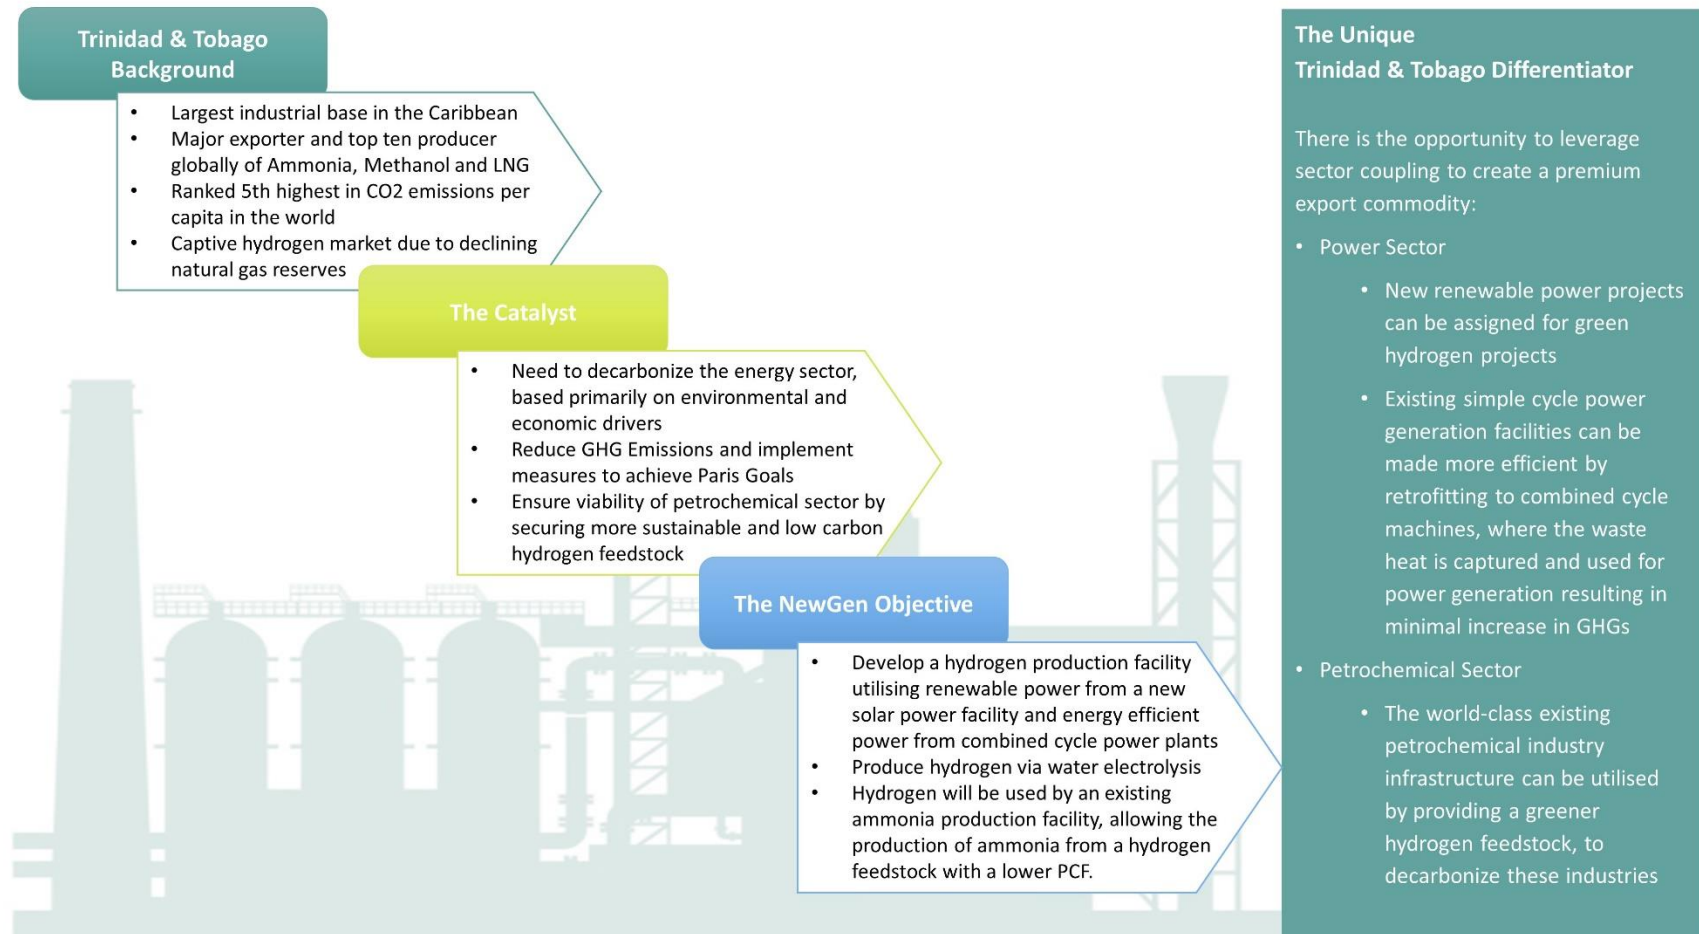 Trinidad & Tobago
Background
• Largest industrial base in the Caribbean
• Major exporter and top ten producer
globally of Ammonia, Methanol and LNG
• Ranked 5th highest in CO2 emissions per
capita in the world
• Captive hydrogen market due to declining
natural gas reserves
The Catalyst
• Need to decarbonize the energy sector,
based primarily on environmental and
economic drivers
• Reduce GHG Emissions and implement
measures to achieve Paris Goals
• Ensure viability of petrochemical sector by
securing more sustainable and low carbon
hydrogen feedstock
The NewGen Objective
• Develop a hydrogen production facility
utilising renewable power from a new
solar power facility and energy efficient
power from combined cycle power plants
• Produce hydrogen via water electrolysis
• Hydrogen will be used by an existing
ammonia production facility, allowing the
production of ammonia from a hydrogen
feedstock with a lower PCF.
The Unique
Trinidad & Tobago Differentiator
There is the opportunity to leverage
sector coupling to create a premium
export commodity:
• Power Sector
• New renewable power projects
can be assigned for green
hydrogen projects
• Existing simple cycle power
generation facilities can be
made more efficient by
retrofitting to combined cycle
machines, where the waste
heat is captured and used for
power generation resulting in
minimal increase in GHGs
• Petrochemical Sector
• The world-class existing
petrochemical industry
infrastructure can be utilised
by providing a greener
hydrogen feedstock, to
decarbonize these industries